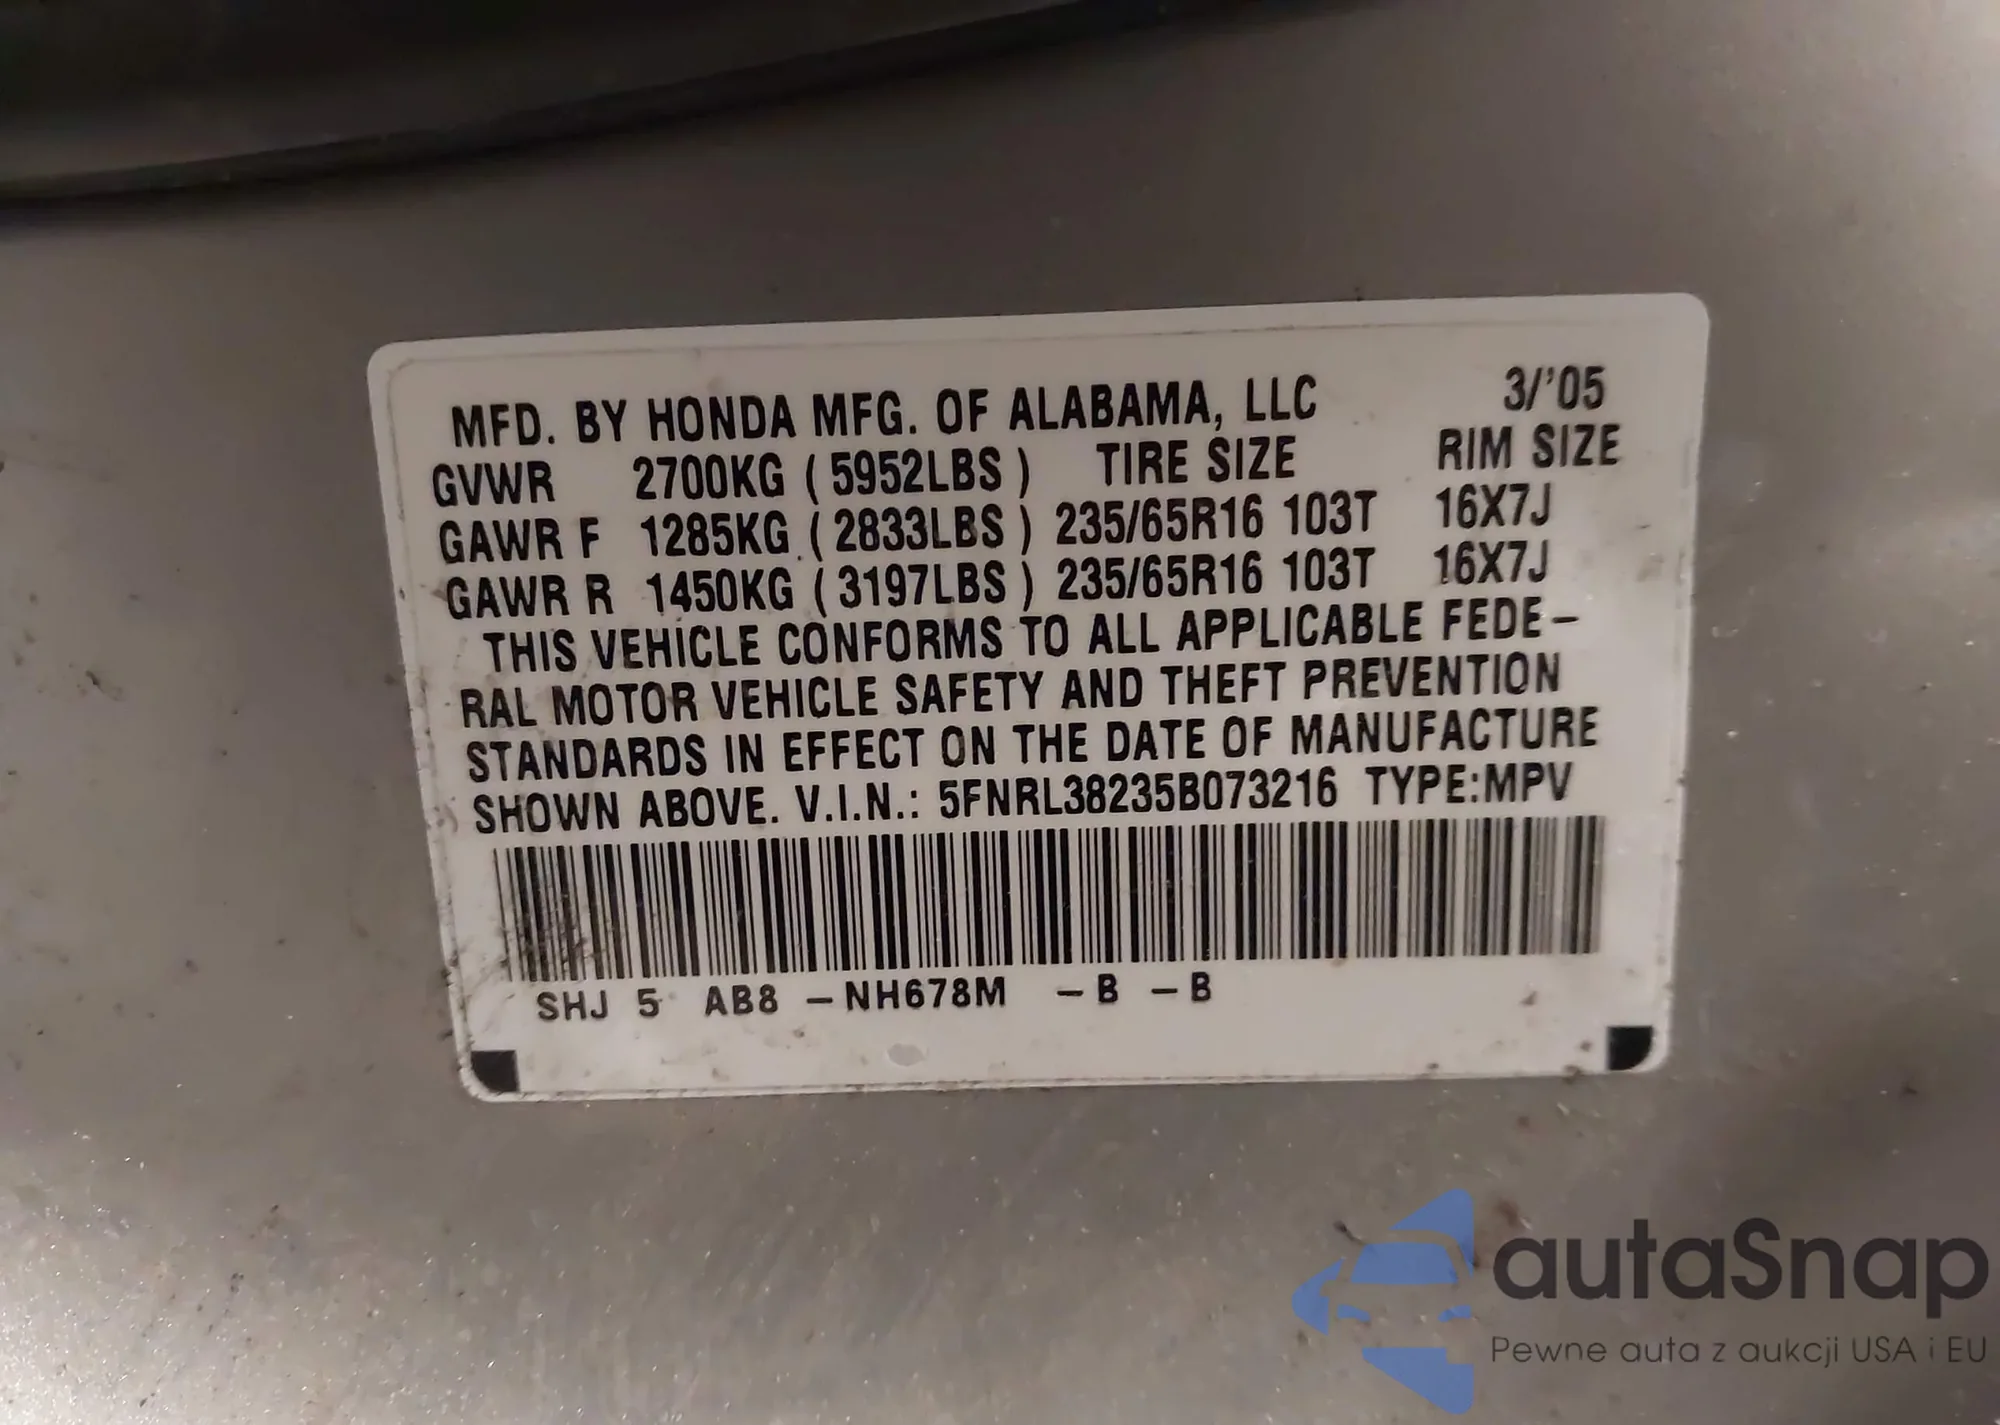 MFD. BY HONDA MFG. OF ALABAMA, LLC 3/'05
GVWR 2700KG (5952LBS) TIRE SIZE RIM SIZE
GAWR F 1285KG (2833LBS) 235/65R16 103T 16X7J
GAWR R 1450KG (3197LBS) 235/65R16 103T 16X7J
THIS VEHICLE CONFORMS TO ALL APPLICABLE FEDE-
RAL MOTOR VEHICLE SAFETY AND THEFT PREVENTION
STANDARDS IN EFFECT ON THE DATE OF MANUFACTURE
SHOWN ABOVE. V.I.N.: 5FNRL38235B073216 TYPE:MPV
SHJ 5 AB8 -NH678M -B -B
autaSnap
Pewne auta z aukcji USA i EU